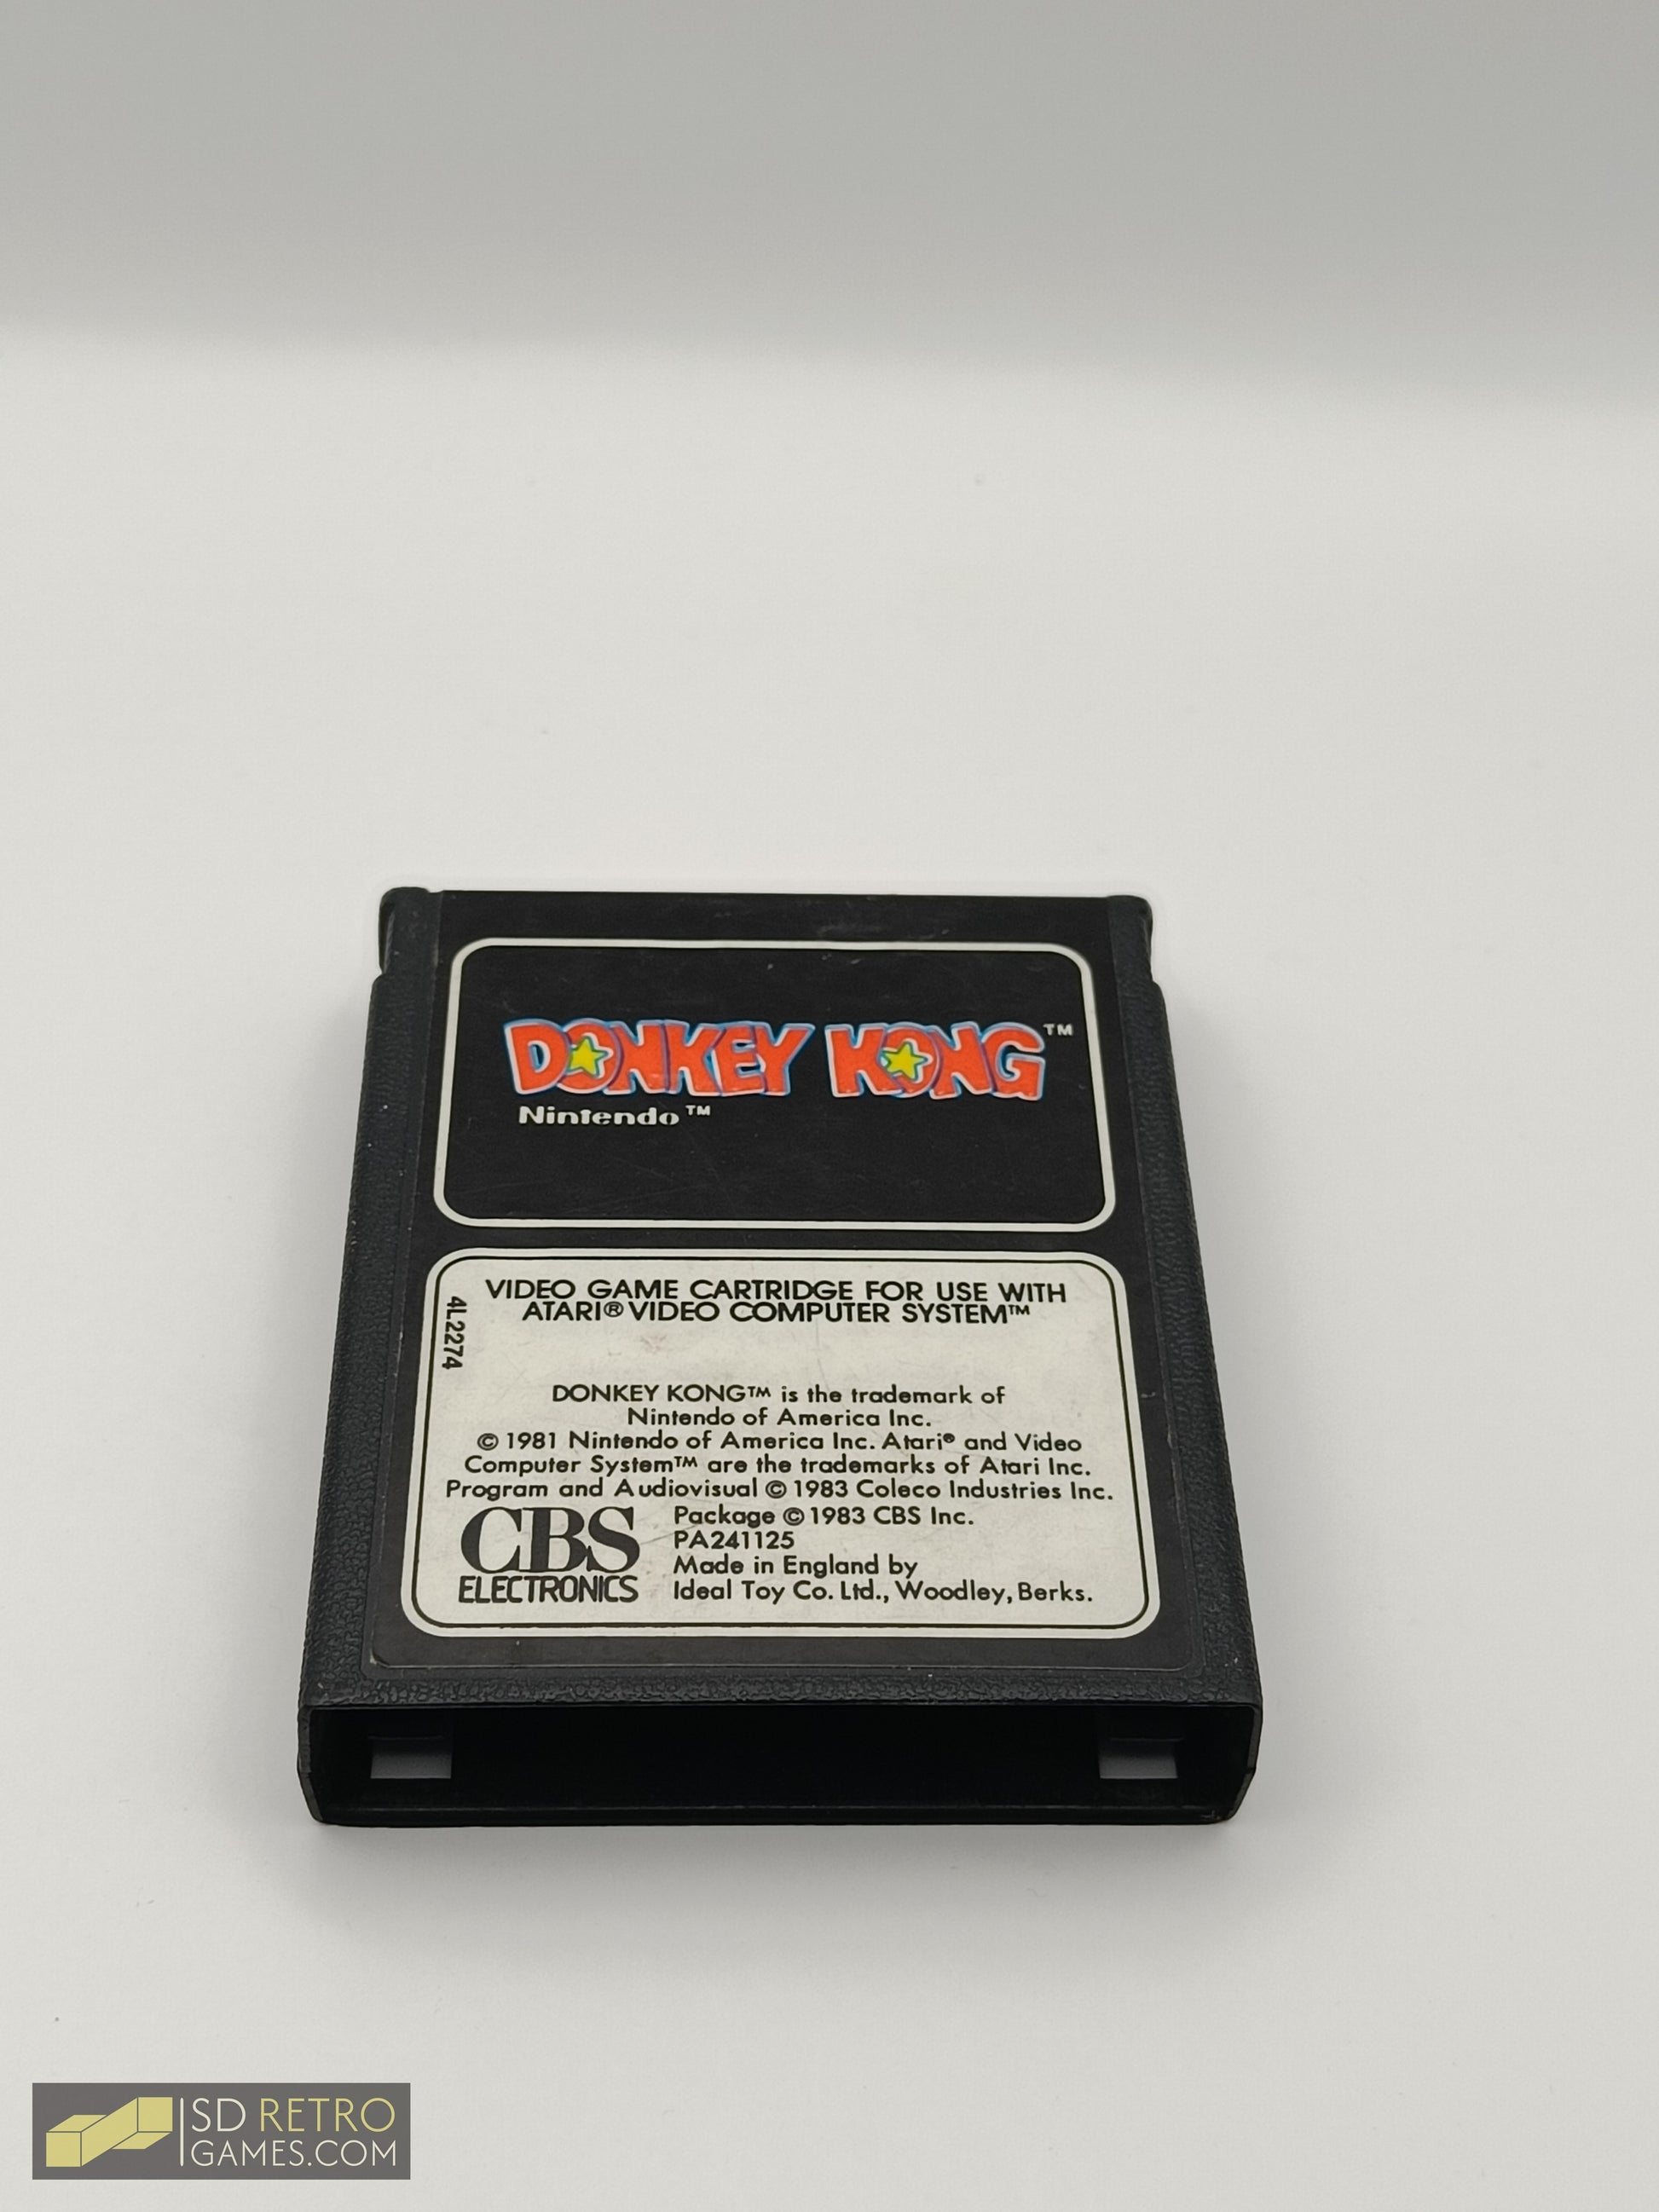 DONKEY KONG™
Nintendo™
VIDEO GAME CARTRIDGE FOR USE WITH
ATARI® VIDEO COMPUTER SYSTEM™
4L2274
DONKEY KONG™ is the trademark of
Nintendo of America Inc.
© 1981 Nintendo of America Inc. Atari® and Video
Computer System™ are the trademarks of Atari Inc.
Program and Audiovisual © 1983 Coleco Industries Inc.
CBS
ELECTRONICS
Package © 1983 CBS Inc.
PA241125
Made in England by
Ideal Toy Co. Ltd., Woodley, Berks.
SD RETRO
GAMES.COM